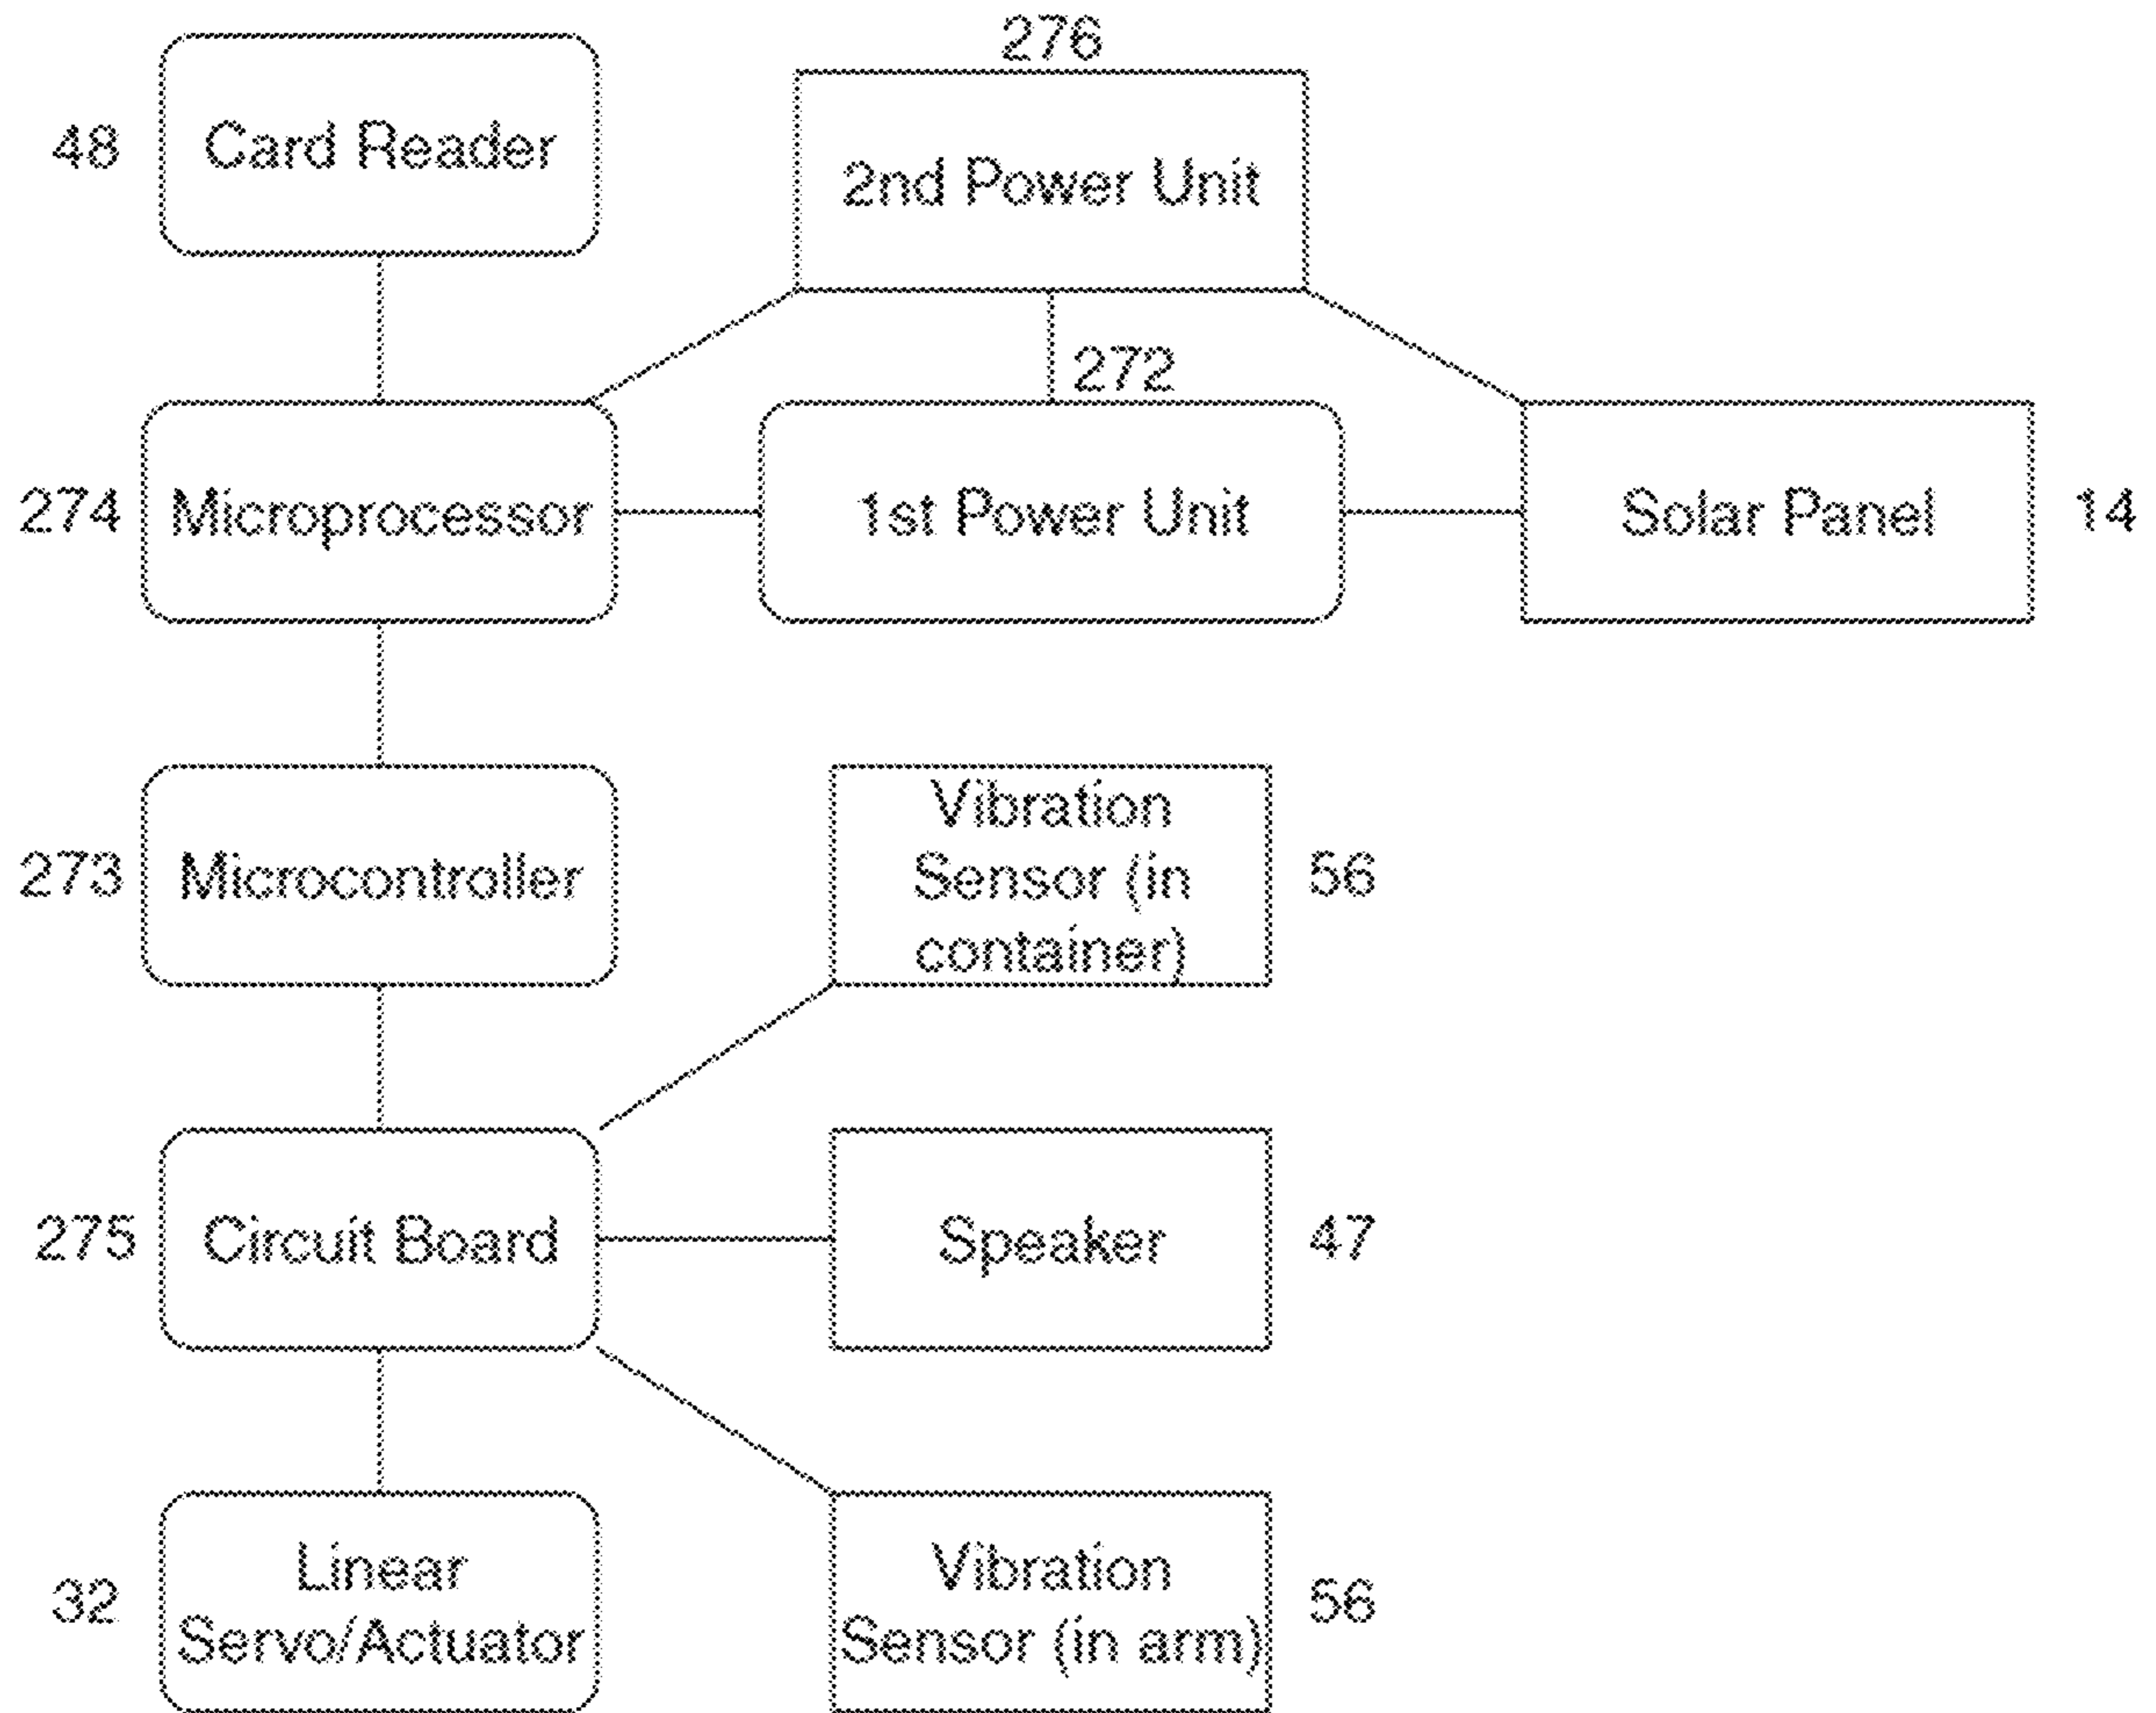 276
48
Card Reader
2nd Power Unit
272
274
Microprocessor
1st Power Unit
Solar Panel
14
273
Microcontroller
Vibration
Sensor (in
container)
56
275
Circuit Board
Speaker
47
32
Linear
Servo/Actuator
Vibration
Sensor (in arm)
56